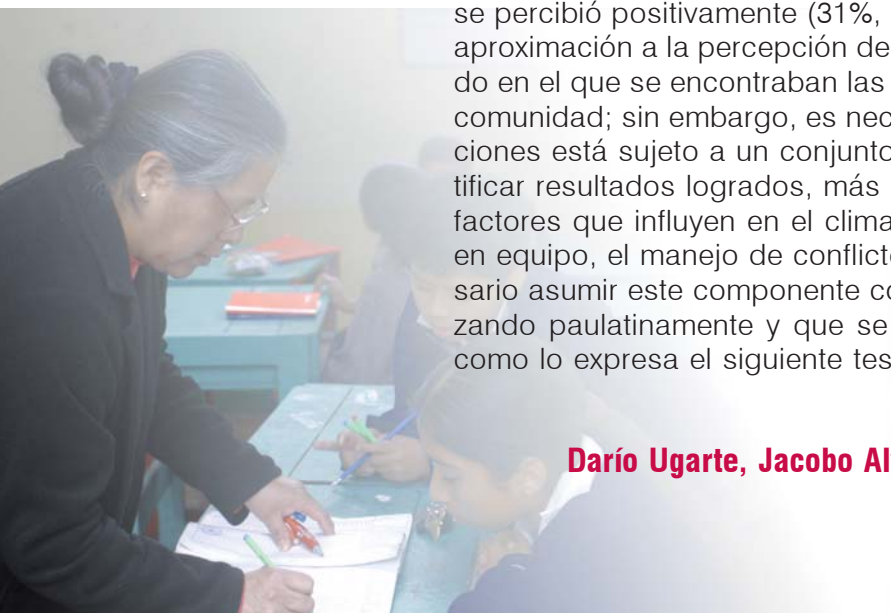 se percibió positivamente (31%,
aproximación a la percepción de
do en el que se encontraban las
comunidad; sin embargo, es nec
ciones está sujeto a un conjunto
tificar resultados logrados, más
factores que influyen en el clima
en equipo, el manejo de conflicto
sario asumir este componente co
zando paulatinamente y que se
como lo expresa el siguiente tes
Darío Ugarte, Jacobo Al